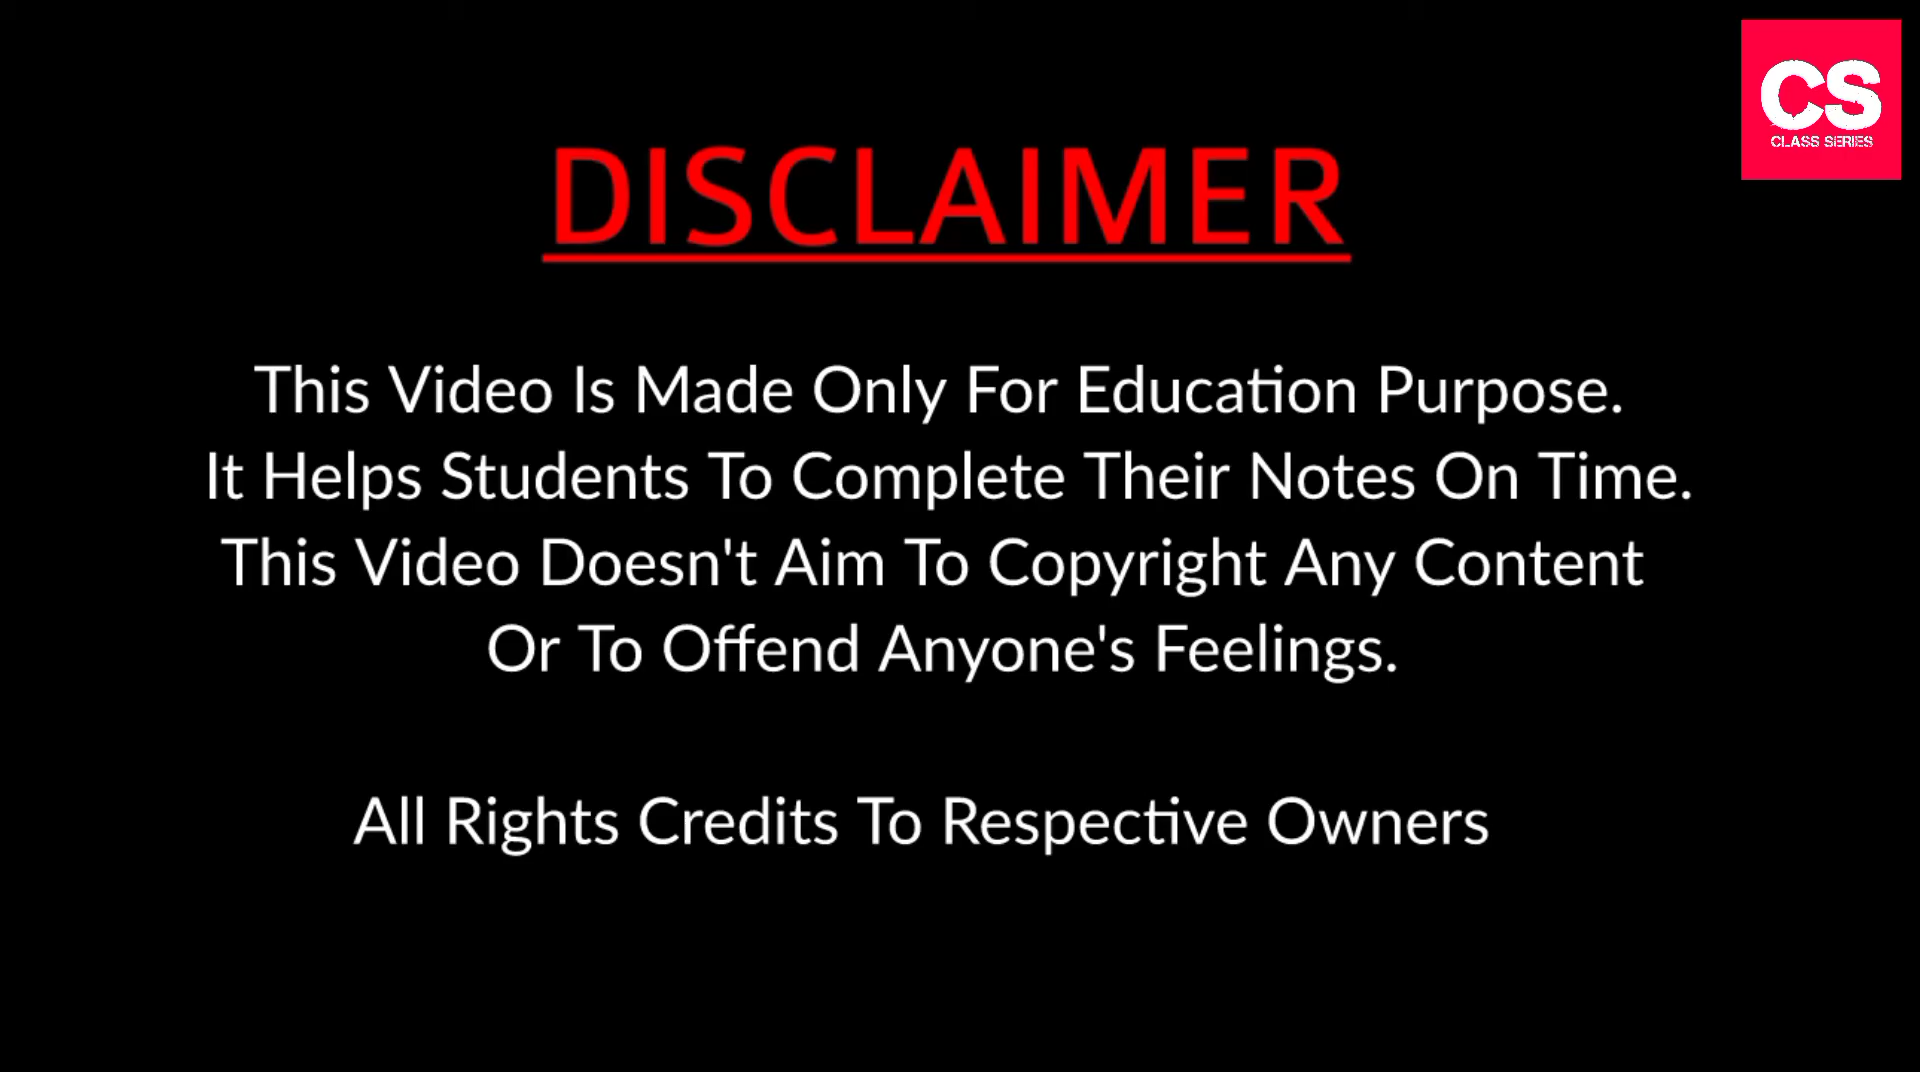 CS
CLASS SERIES
DISCLAIMER
This Video Is Made Only For Education Purpose.
It Helps Students To Complete Their Notes On Time.
This Video Doesn't Aim To Copyright Any Content
Or To Offend Anyone's Feelings.
All Rights Credits To Respective Owners